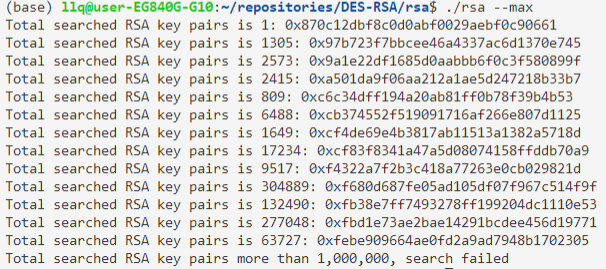 (base) llq@user-EG840G-G10:~/repositories/DES-RSA/rsa$ ./rsa --max
Total searched RSA key pairs is 1: 0x870c12dbf8c0d0abf0029aebf0c90661
Total searched RSA key pairs is 1305: 0x97b723f7bbcee46a4337ac6d1370e745
Total searched RSA key pairs is 2573: 0x9a1e22df1685d0aabbb6f0c3f580899f
Total searched RSA key pairs is 2415: 0xa501da9f06aa212a1ae5d247218b33b7
Total searched RSA key pairs is 809: 0xc6c34dff194a20ab81ff0b78f39b4b53
Total searched RSA key pairs is 6488: 0xcb374552f519091716af266e807d1125
Total searched RSA key pairs is 1649: 0xcf4de69e4b3817ab11513a1382a5718d
Total searched RSA key pairs is 17234: 0xcf83f8341a47a5d08074158ffddb70a9
Total searched RSA key pairs is 9517: 0xf4322a7f2b3c418a77263e0cb029821d
Total searched RSA key pairs is 304889: 0xf680d687fe05ad105df07f967c514f9f
Total searched RSA key pairs is 132490: 0xfb38e7ff7493278ff199204dc1110e53
Total searched RSA key pairs is 277048: 0xfbd1e73ae2bae14291bcdee456d19771
Total searched RSA key pairs is 63727: 0xfebe909664ae0fd2a9ad7948b1702305
Total searched RSA key pairs more than 1,000,000, search failed